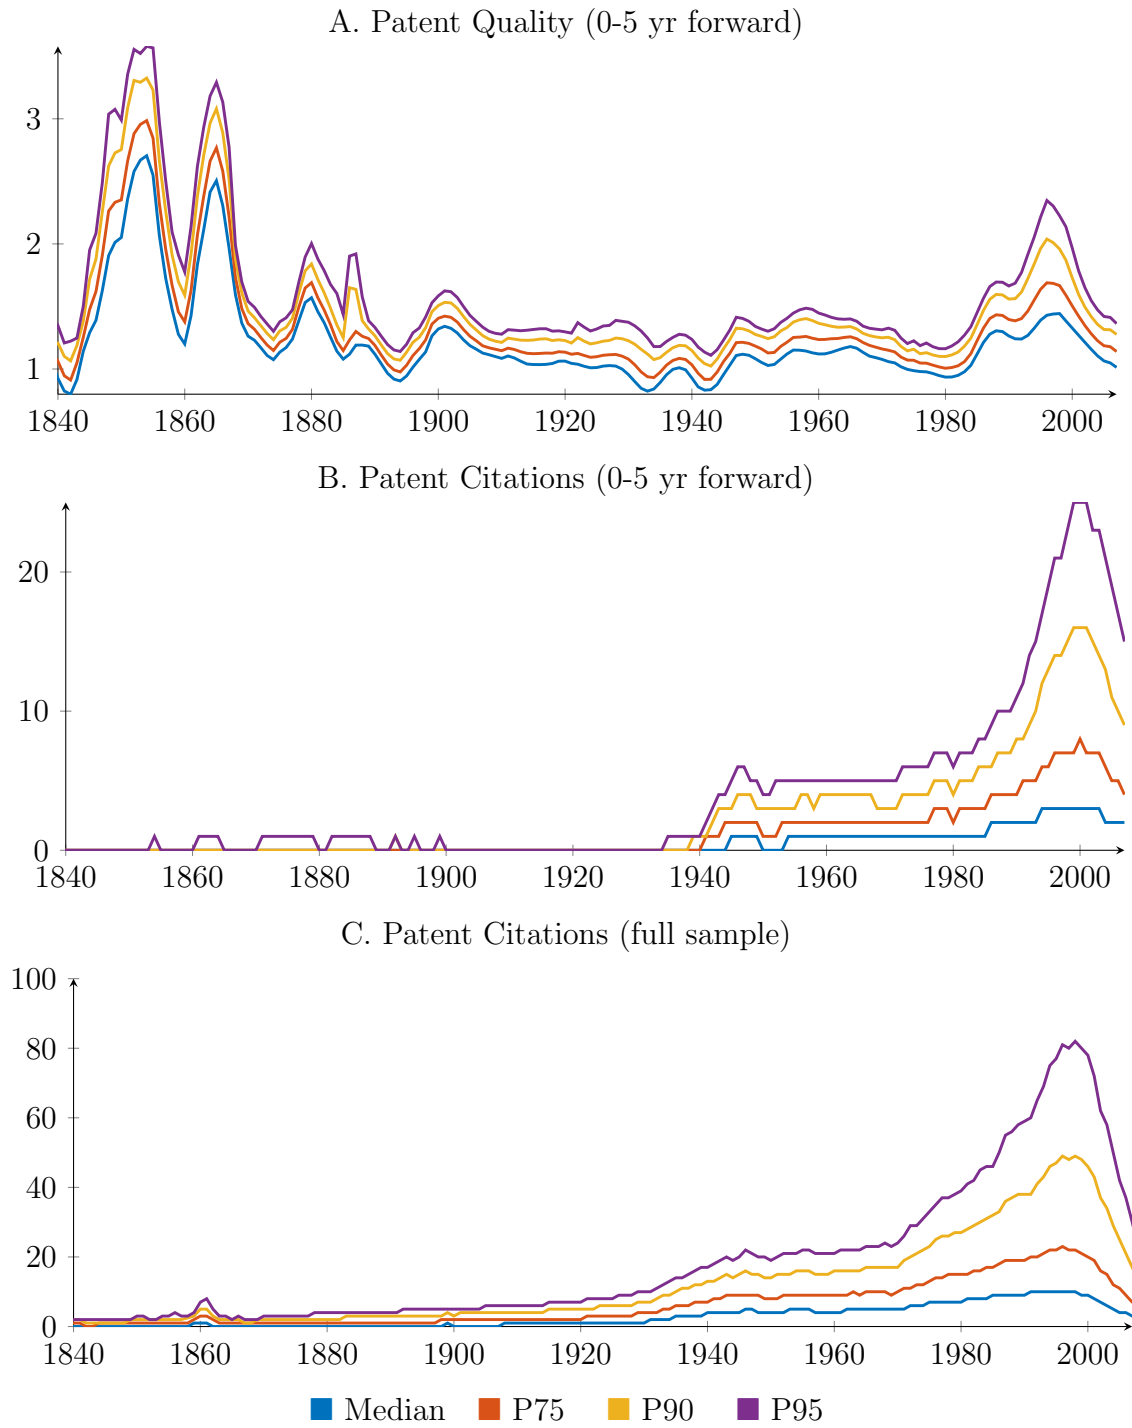 A. Patent Quality (0-5 yr forward)
3
2
1
1840 1860 1880 1900 1920 1940 1960 1980 2000
B. Patent Citations (0-5 yr forward)
20
10
0
1840 1860 1880 1900 1920 1940 1960 1980 2000
C. Patent Citations (full sample)
100
80
60
40
20
0
1840 1860 1880 1900 1920 1940 1960 1980 2000
Median P75 P90 P95